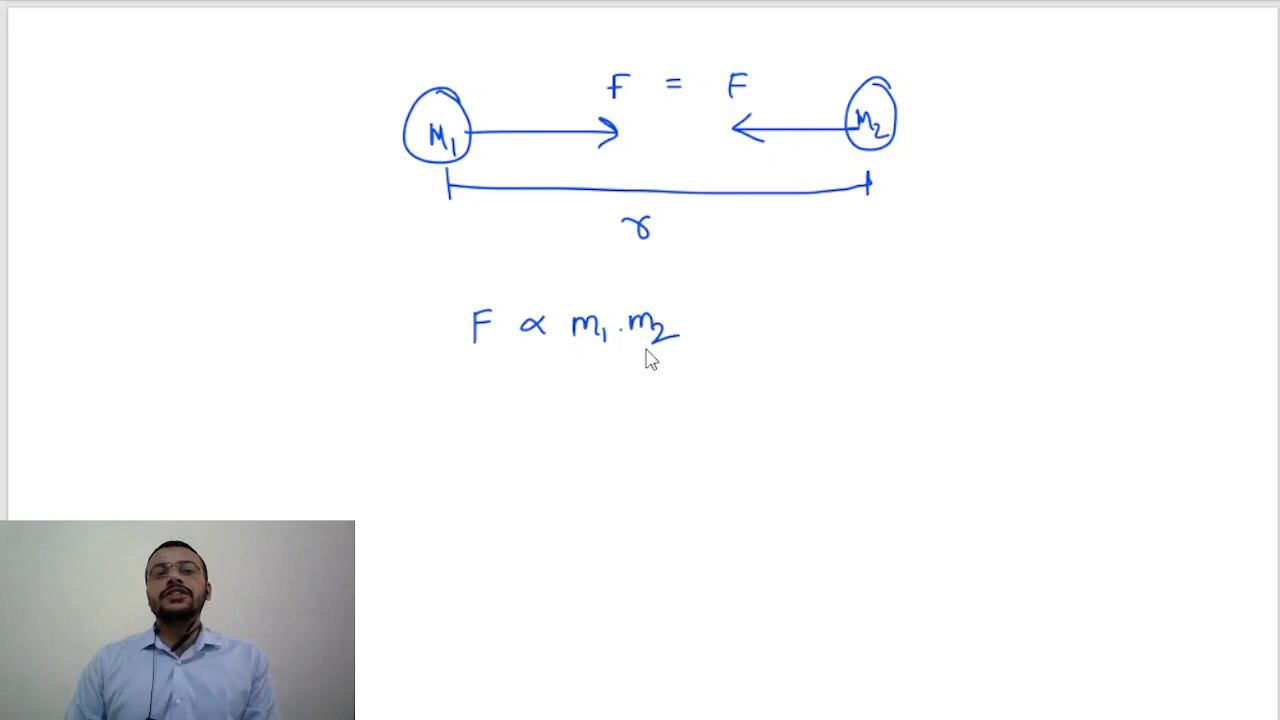 F = F
M₁ M₂
r
F ∝ m₁.m₂